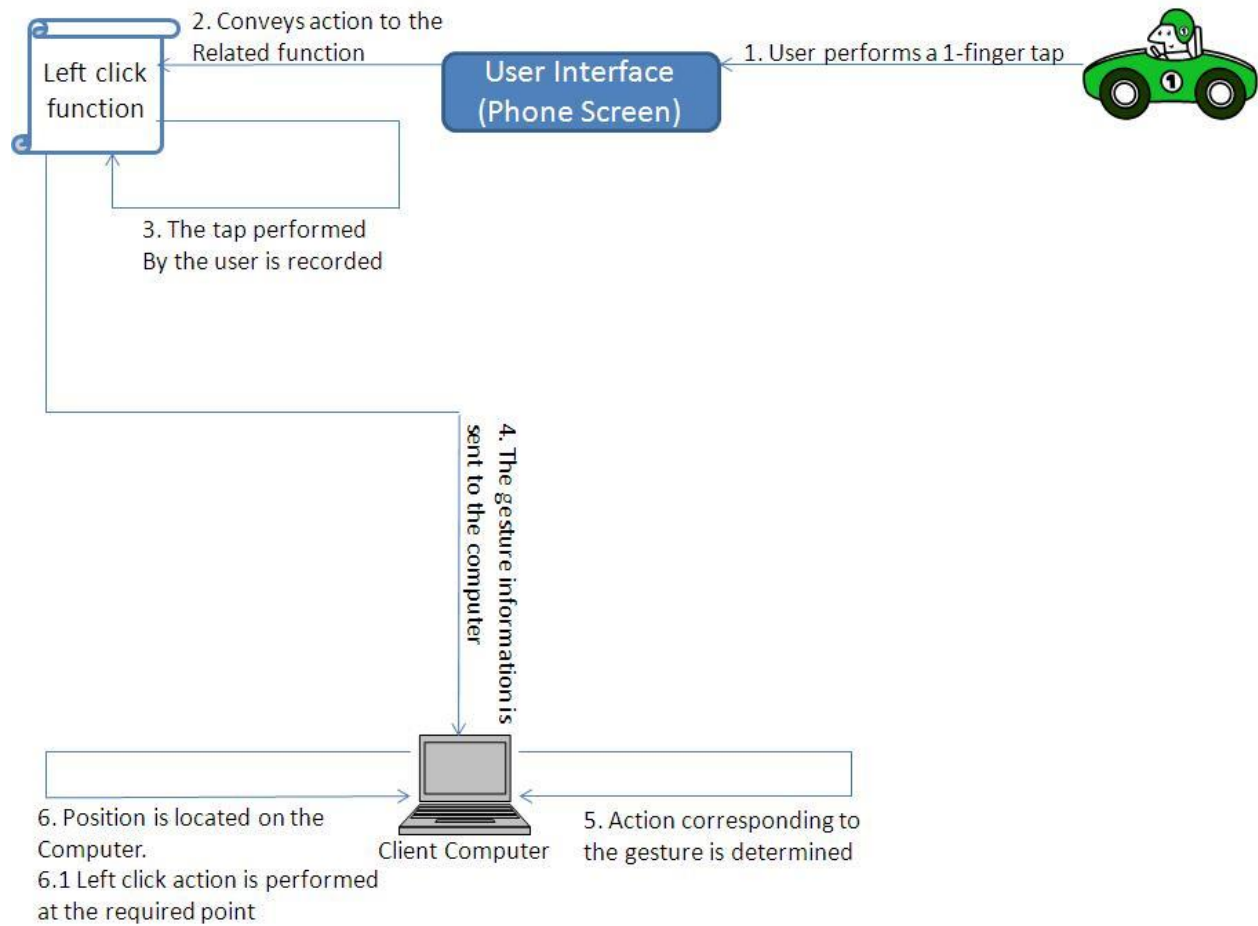 2. Conveys action to the
Related function
1. User performs a 1-finger tap
Left click
function
User Interface
(Phone Screen)
1
1
3. The tap performed
By the user is recorded
4. The gesture information is
sent to the computer
6. Position is located on the
Computer.
6.1 Left click action is performed
at the required point
Client Computer
5. Action corresponding to
the gesture is determined